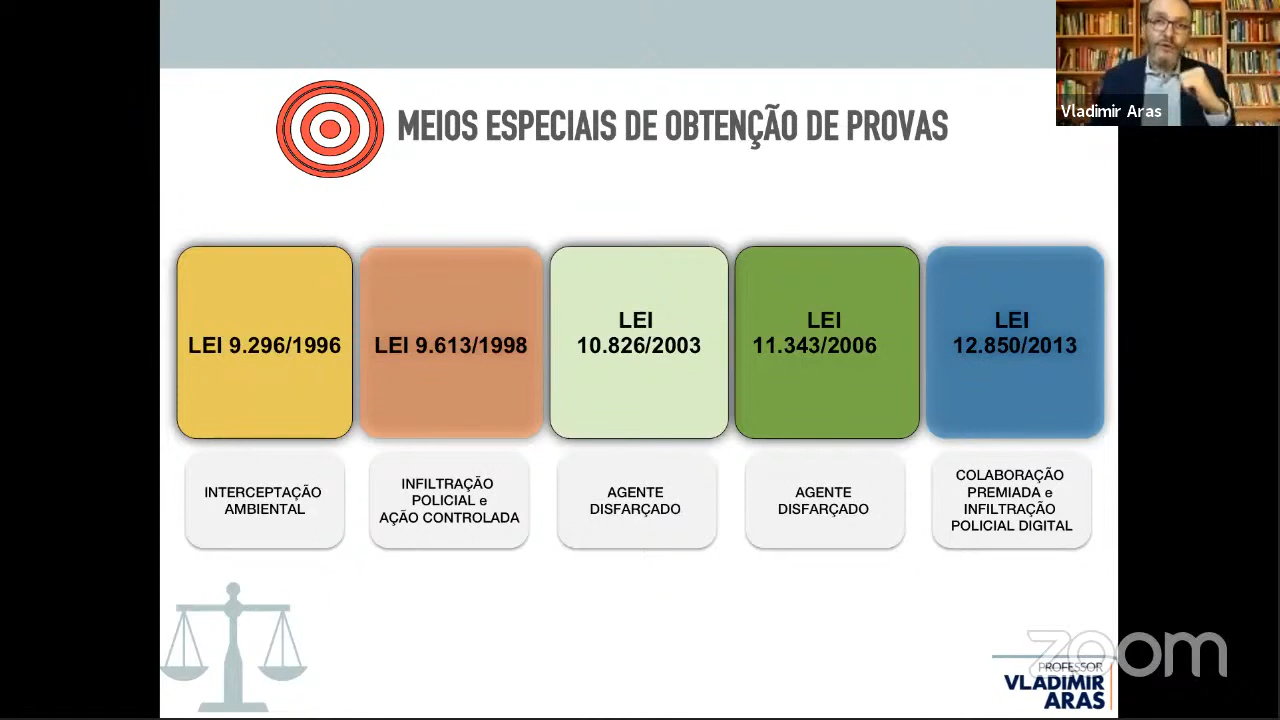 Vladimir Aras
MEIOS ESPECIAIS DE OBTENÇÃO DE PROVAS
LEI 9.296/1996
LEI 9.613/1998
LEI
10.826/2003
LEI
11.343/2006
LEI
12.850/2013
INTERCEPTAÇÃO
AMBIENTAL
INFILTRAÇÃO
POLICIAL e
AÇÃO CONTROLADA
AGENTE
DISFARÇADO
AGENTE
DISFARÇADO
COLABORAÇÃO
PREMIADA e
INFILTRAÇÃO
POLICIAL DIGITAL
zoom
PROFESSOR
VLADIMIR
ARAS